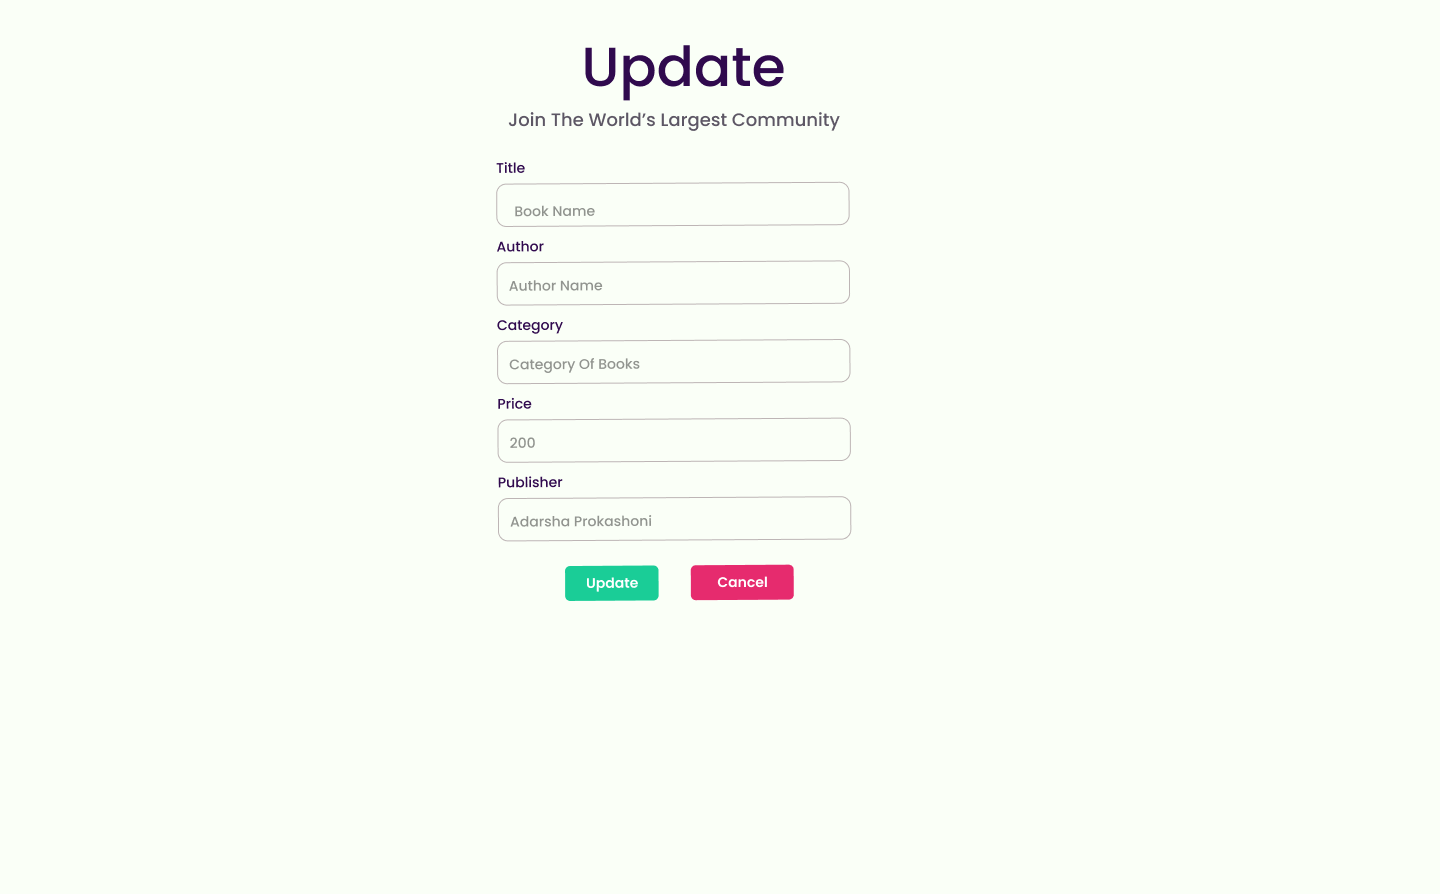 Update
Join The World’s Largest Community
Title
Book Name
Author
Author Name
Category
Category Of Books
Price
200
Publisher
Adarsha Prokashoni
Update Cancel